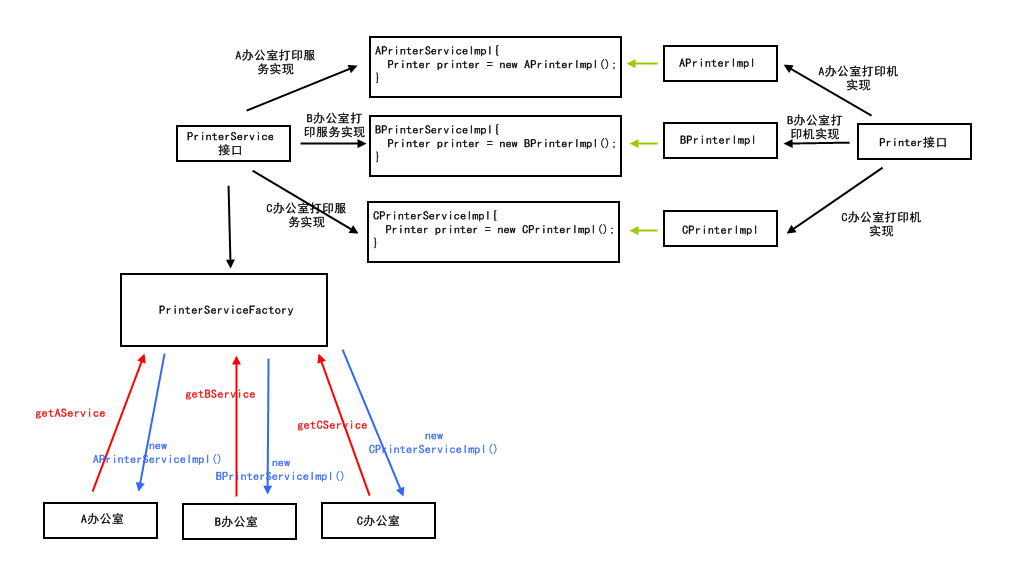 A办公室打印服
务实现
APrinterServiceImpl{
Printer printer = new APrinterImpl();
}
APrinterImpl
A办公室打印机
实现
PrinterService
接口
B办公室打
印服务实现
BPrinterServiceImpl{
Printer printer = new BPrinterImpl();
}
BPrinterImpl
B办公室打
印机实现
Printer接口
C办公室打印服
务实现
CPrinterServiceImpl{
Printer printer = new CPrinterImpl();
}
CPrinterImpl
C办公室打印机
实现
PrinterServiceFactory
getAService
getBService
getCService
new
APrinterServiceImpl()
new
BPrinterServiceImpl()
new
CPrinterServiceImpl()
A办公室
B办公室
C办公室